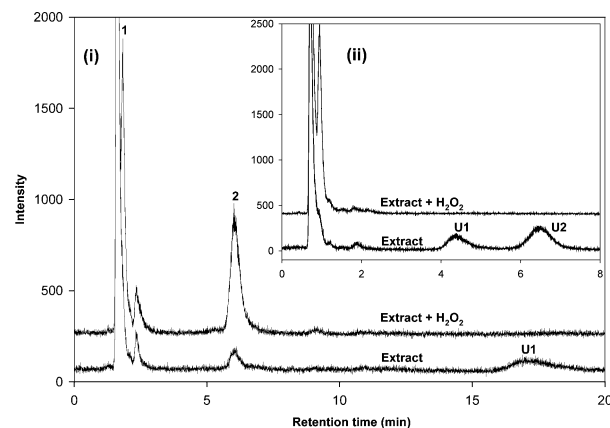 2000
1500
1000
500
0
Intensity
(i)
1
2
Extract + H₂O₂
Extract
U1
0 5 10 15 20
Retention time (min)
2500
2000
1500
1000
500
0
(ii)
Extract + H₂O₂
U1 U2
Extract
0 2 4 6 8